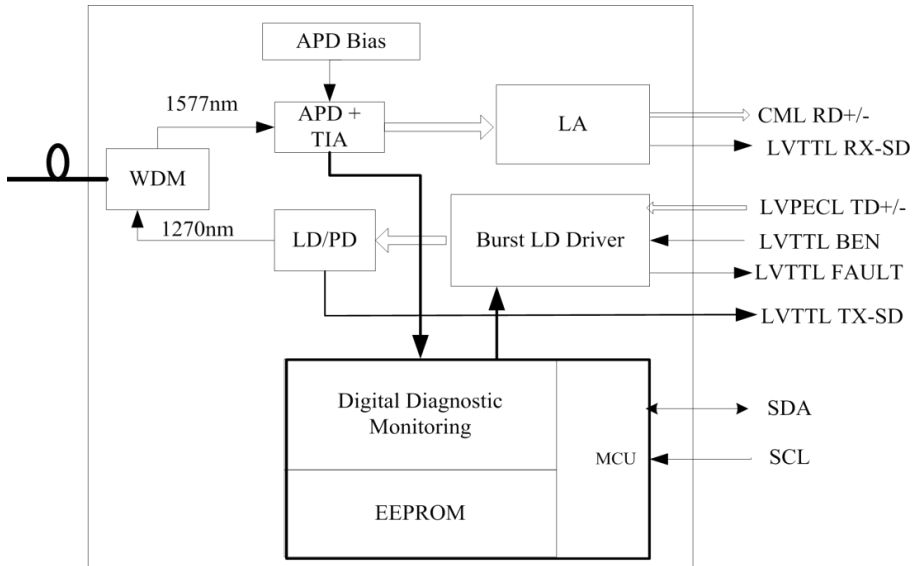 APD Bias
1577nm
APD +
TIA
LA
CML RD+/-
LVTTL RX-SD
WDM
1270nm
LD/PD
Burst LD Driver
LVPECL TD+/-
LVTTL BEN
LVTTL FAULT
LVTTL TX-SD
Digital Diagnostic
Monitoring
MCU
EEPROM
SDA
SCL